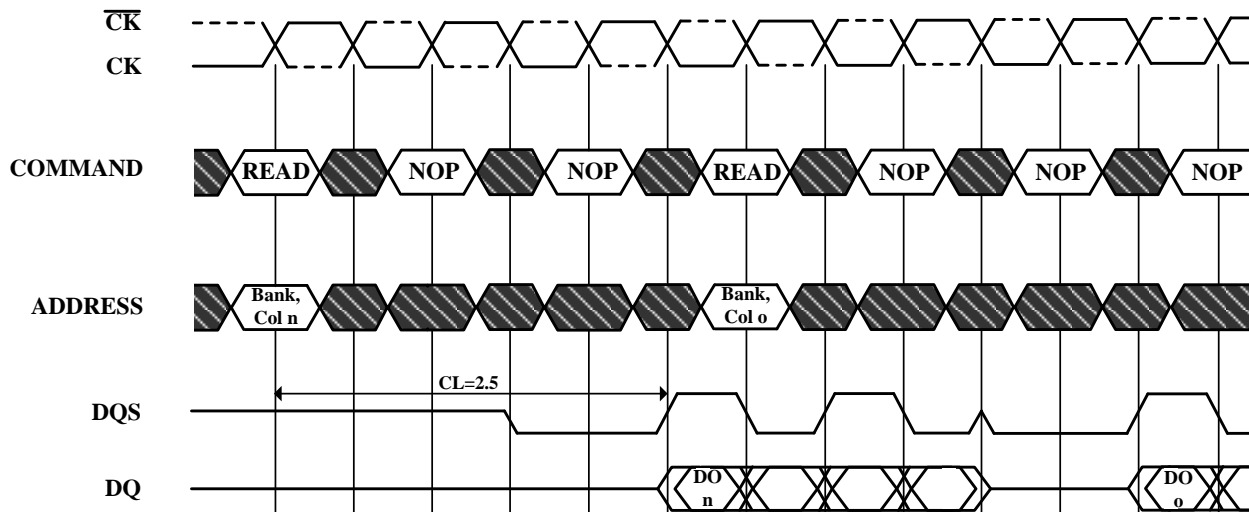 CK
CK
COMMAND
READ NOP NOP READ NOP NOP NOP
ADDRESS
Bank,
Col n
Bank,
Col o
CL=2.5
DQS
DQ
DO
n
DO
o